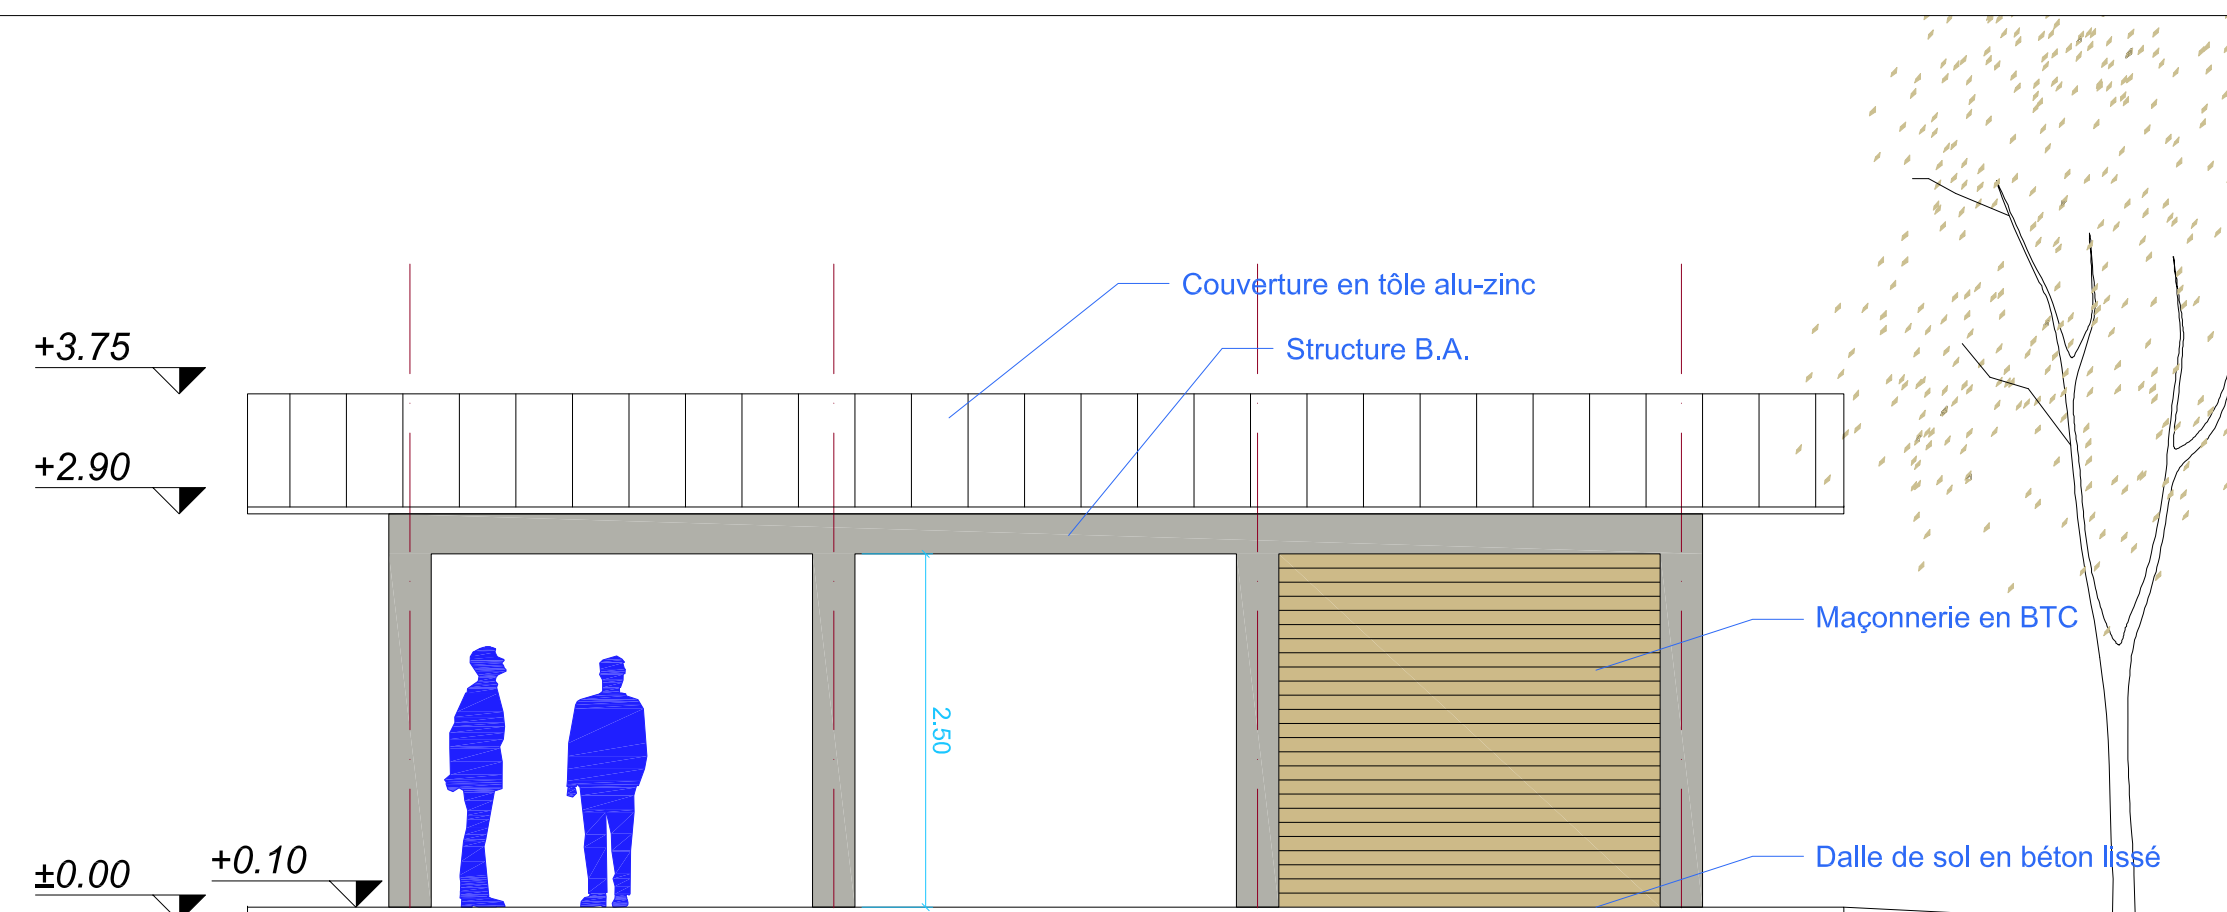 Couverture en tôle alu-zinc
Structure B.A.
+3.75
+2.90
Maçonnerie en BTC
2.50
Dalle de sol en béton lissé
+0.10
±0.00